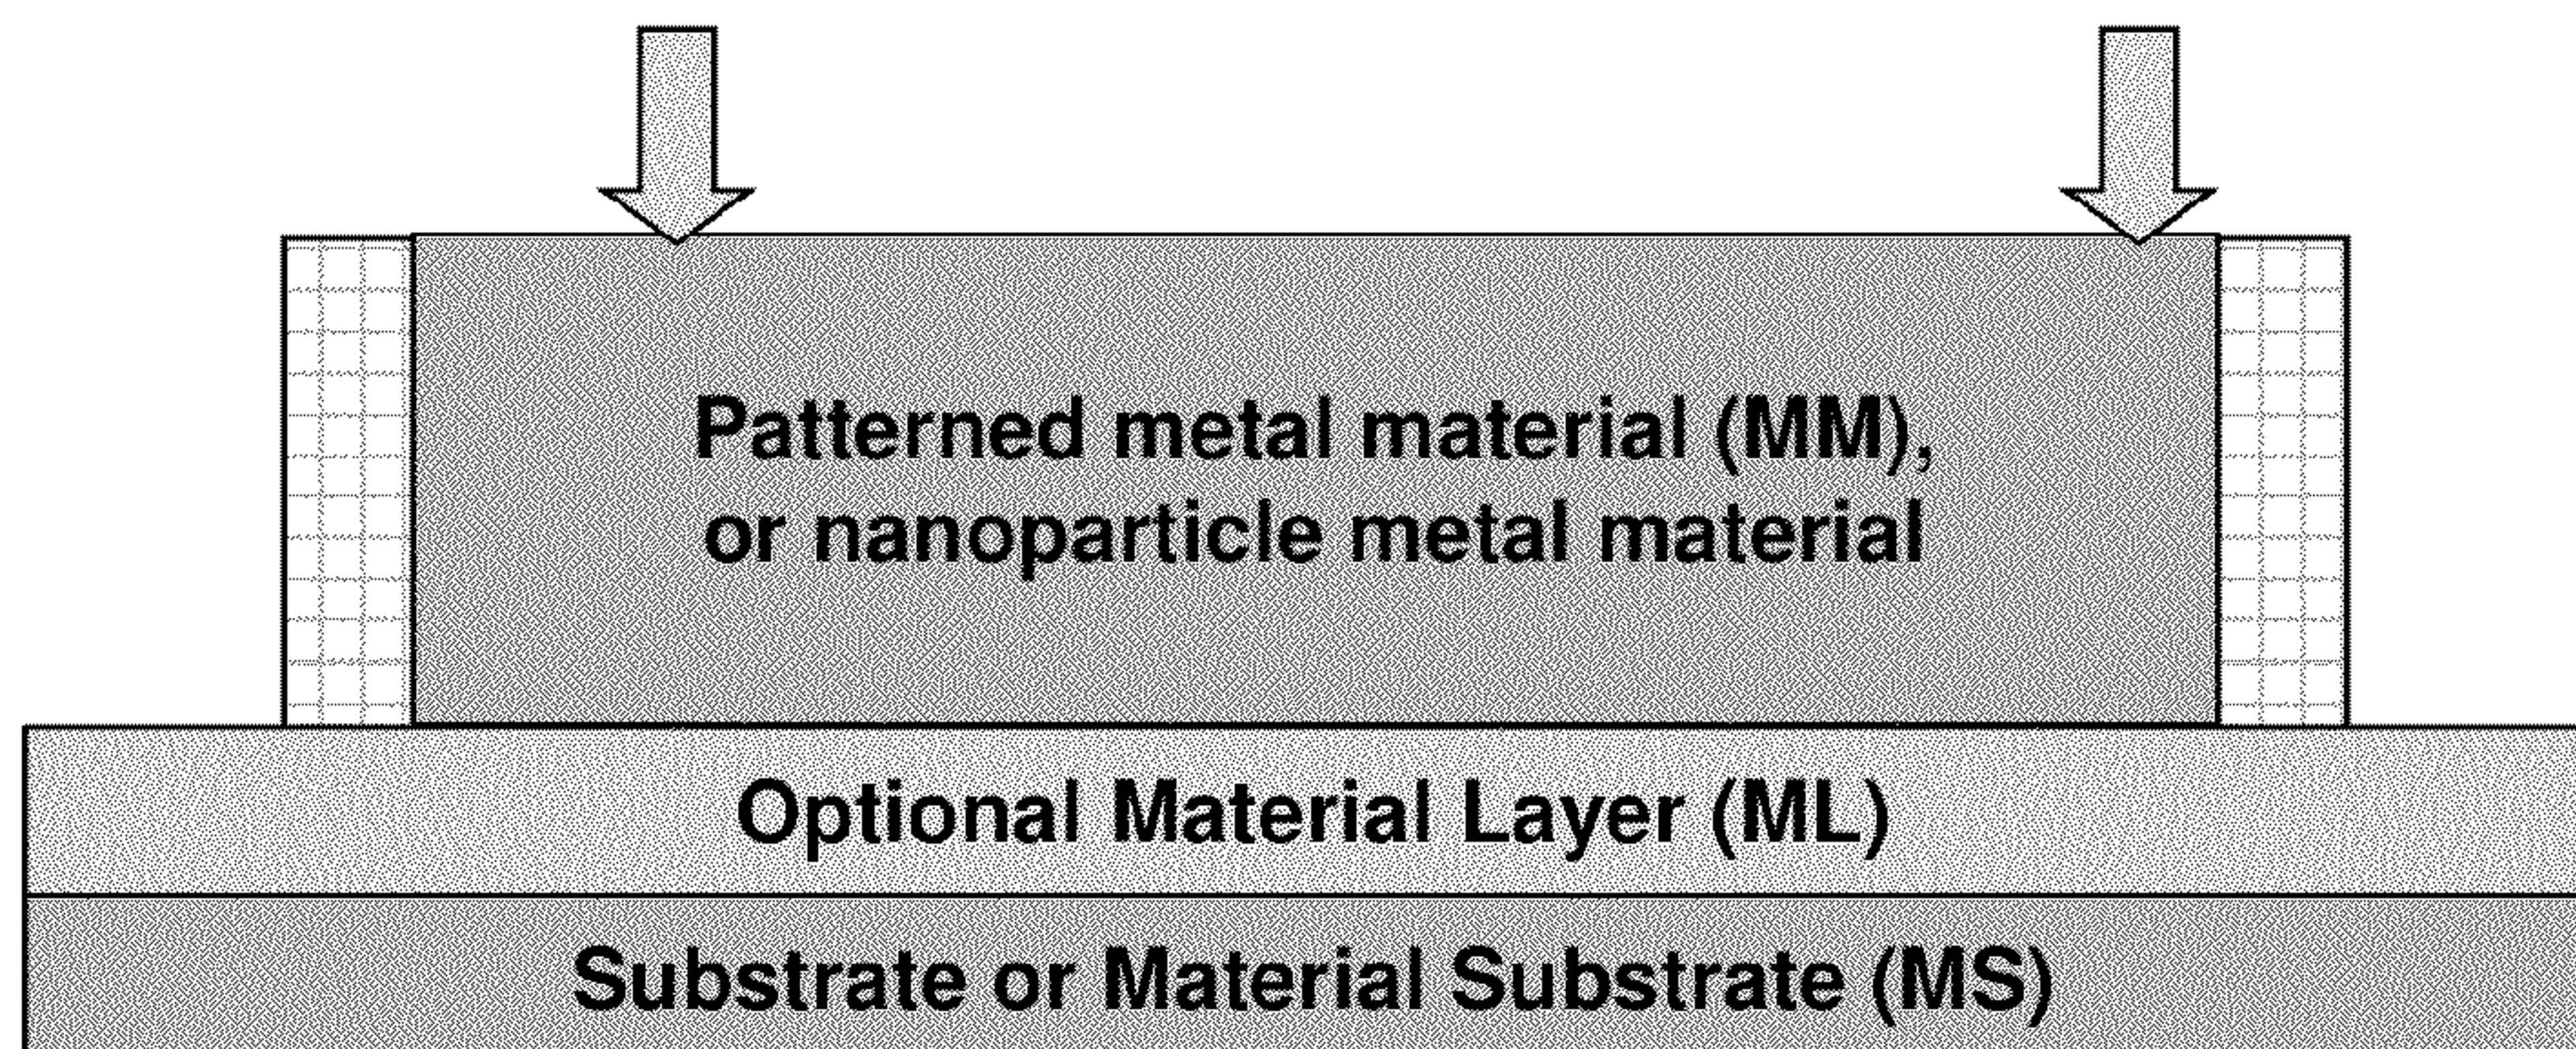 Patterned metal material (MM),
or nanoparticle metal material
Optional Material Layer (ML)
Substrate or Material Substrate (MS)